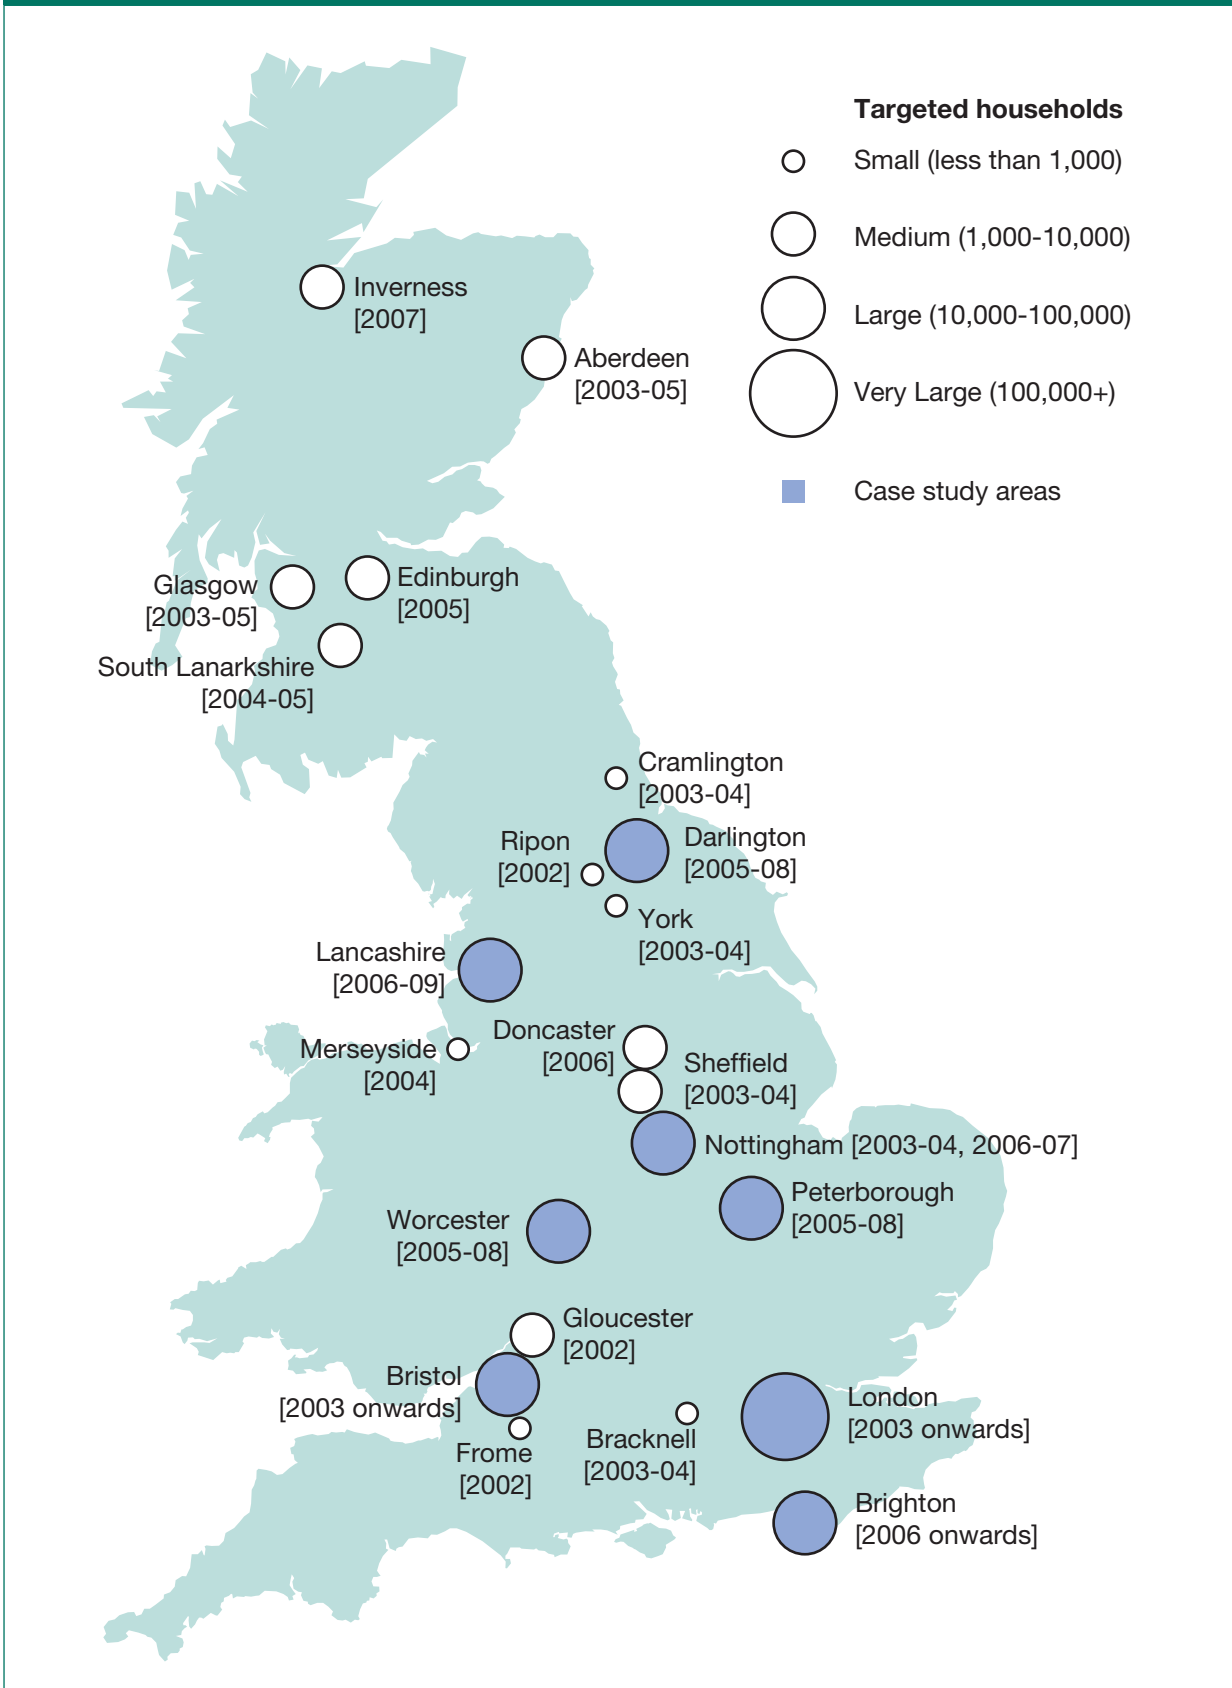 Targeted households
Small (less than 1,000)
Medium (1,000-10,000)
Large (10,000-100,000)
Very Large (100,000+)
Case study areas
Inverness
[2007]
Aberdeen
[2003-05]
Glasgow
[2003-05]
Edinburgh
[2005]
South Lanarkshire
[2004-05]
Cramlington
[2003-04]
Ripon
[2002]
Darlington
[2005-08]
York
[2003-04]
Lancashire
[2006-09]
Merseyside
[2004]
Doncaster
[2006]
Sheffield
[2003-04]
Nottingham [2003-04, 2006-07]
Peterborough
[2005-08]
Worcester
[2005-08]
Gloucester
[2002]
Bristol
[2003 onwards]
Frome
[2002]
Bracknell
[2003-04]
London
[2003 onwards]
Brighton
[2006 onwards]